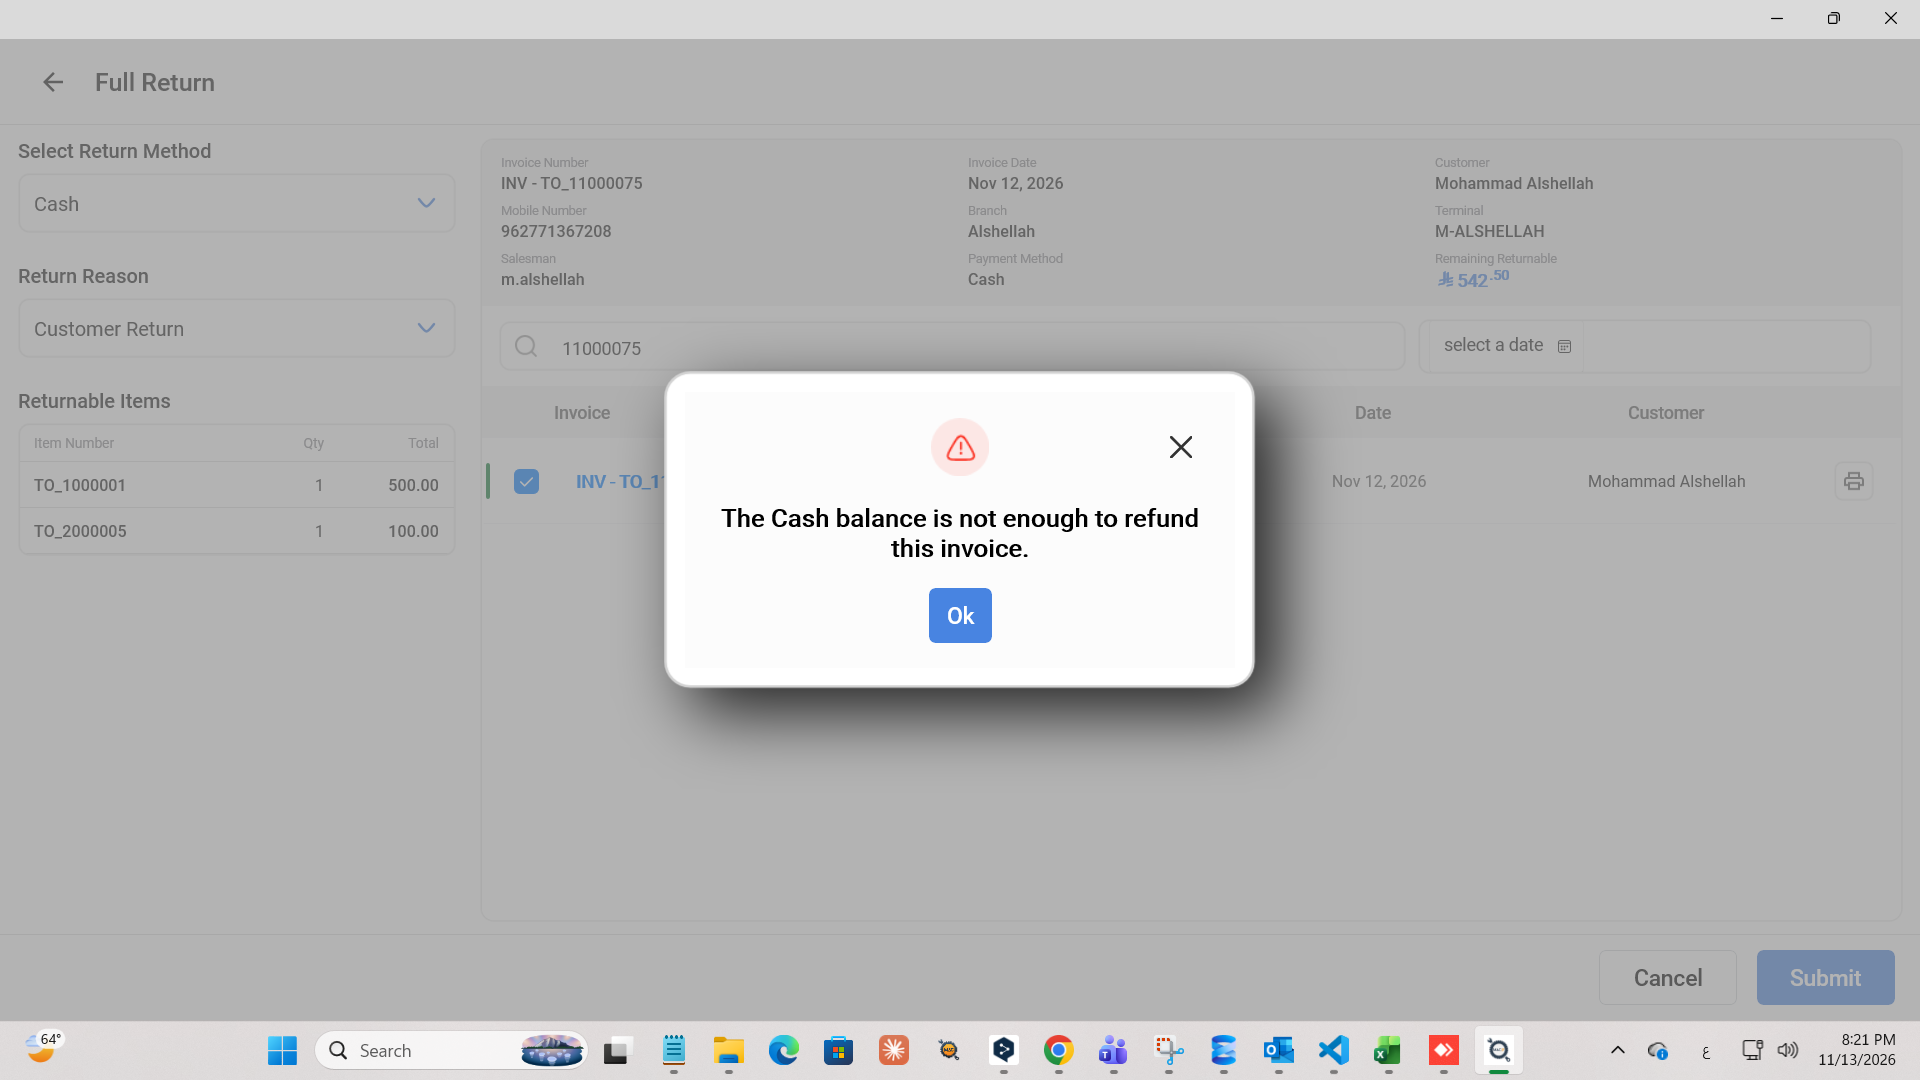 Full Return
Select Return Method
Cash
Return Reason
Customer Return
Returnable Items
Item Number Qty Total
TO_1000001 1 500.00
TO_2000005 1 100.00
Invoice Number Invoice Date Customer
INV - TO_11000075 Nov 12, 2026 Mohammad Alshellah
Mobile Number Branch Terminal
962771367208 Alshellah M-ALSHELLAH
Salesman Payment Method Remaining Returnable
m.alshellah Cash 542.50
11000075 select a date
Invoice Date Customer
INV - TO_1 Nov 12, 2026 Mohammad Alshellah
The Cash balance is not enough to refund
this invoice.
Ok
Cancel Submit
64°
Search
ع
8:21 PM
11/13/2026